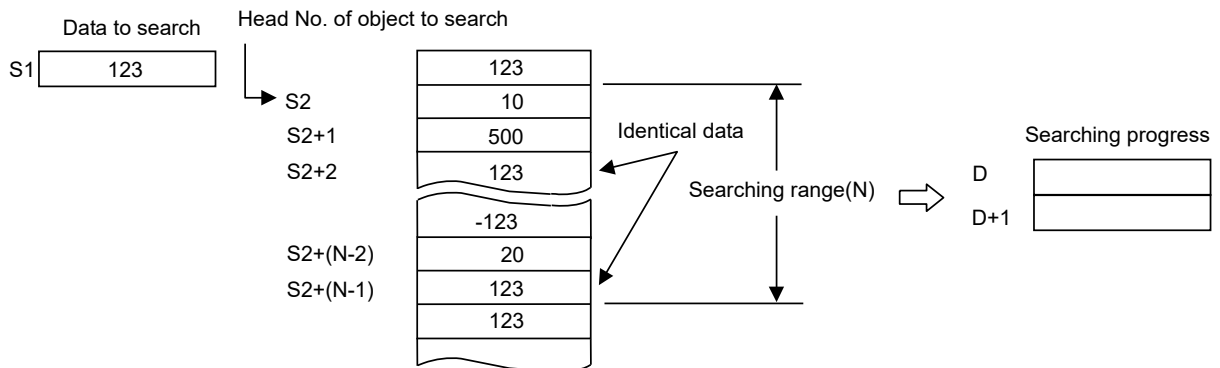 Head No. of object to search
Data to search
S1
123
123
S2
10
S2+1
500
Identical data
Searching progress
S2+2
123
D
Searching range(N)
D+1
-123
S2+(N-2)
20
S2+(N-1)
123
123